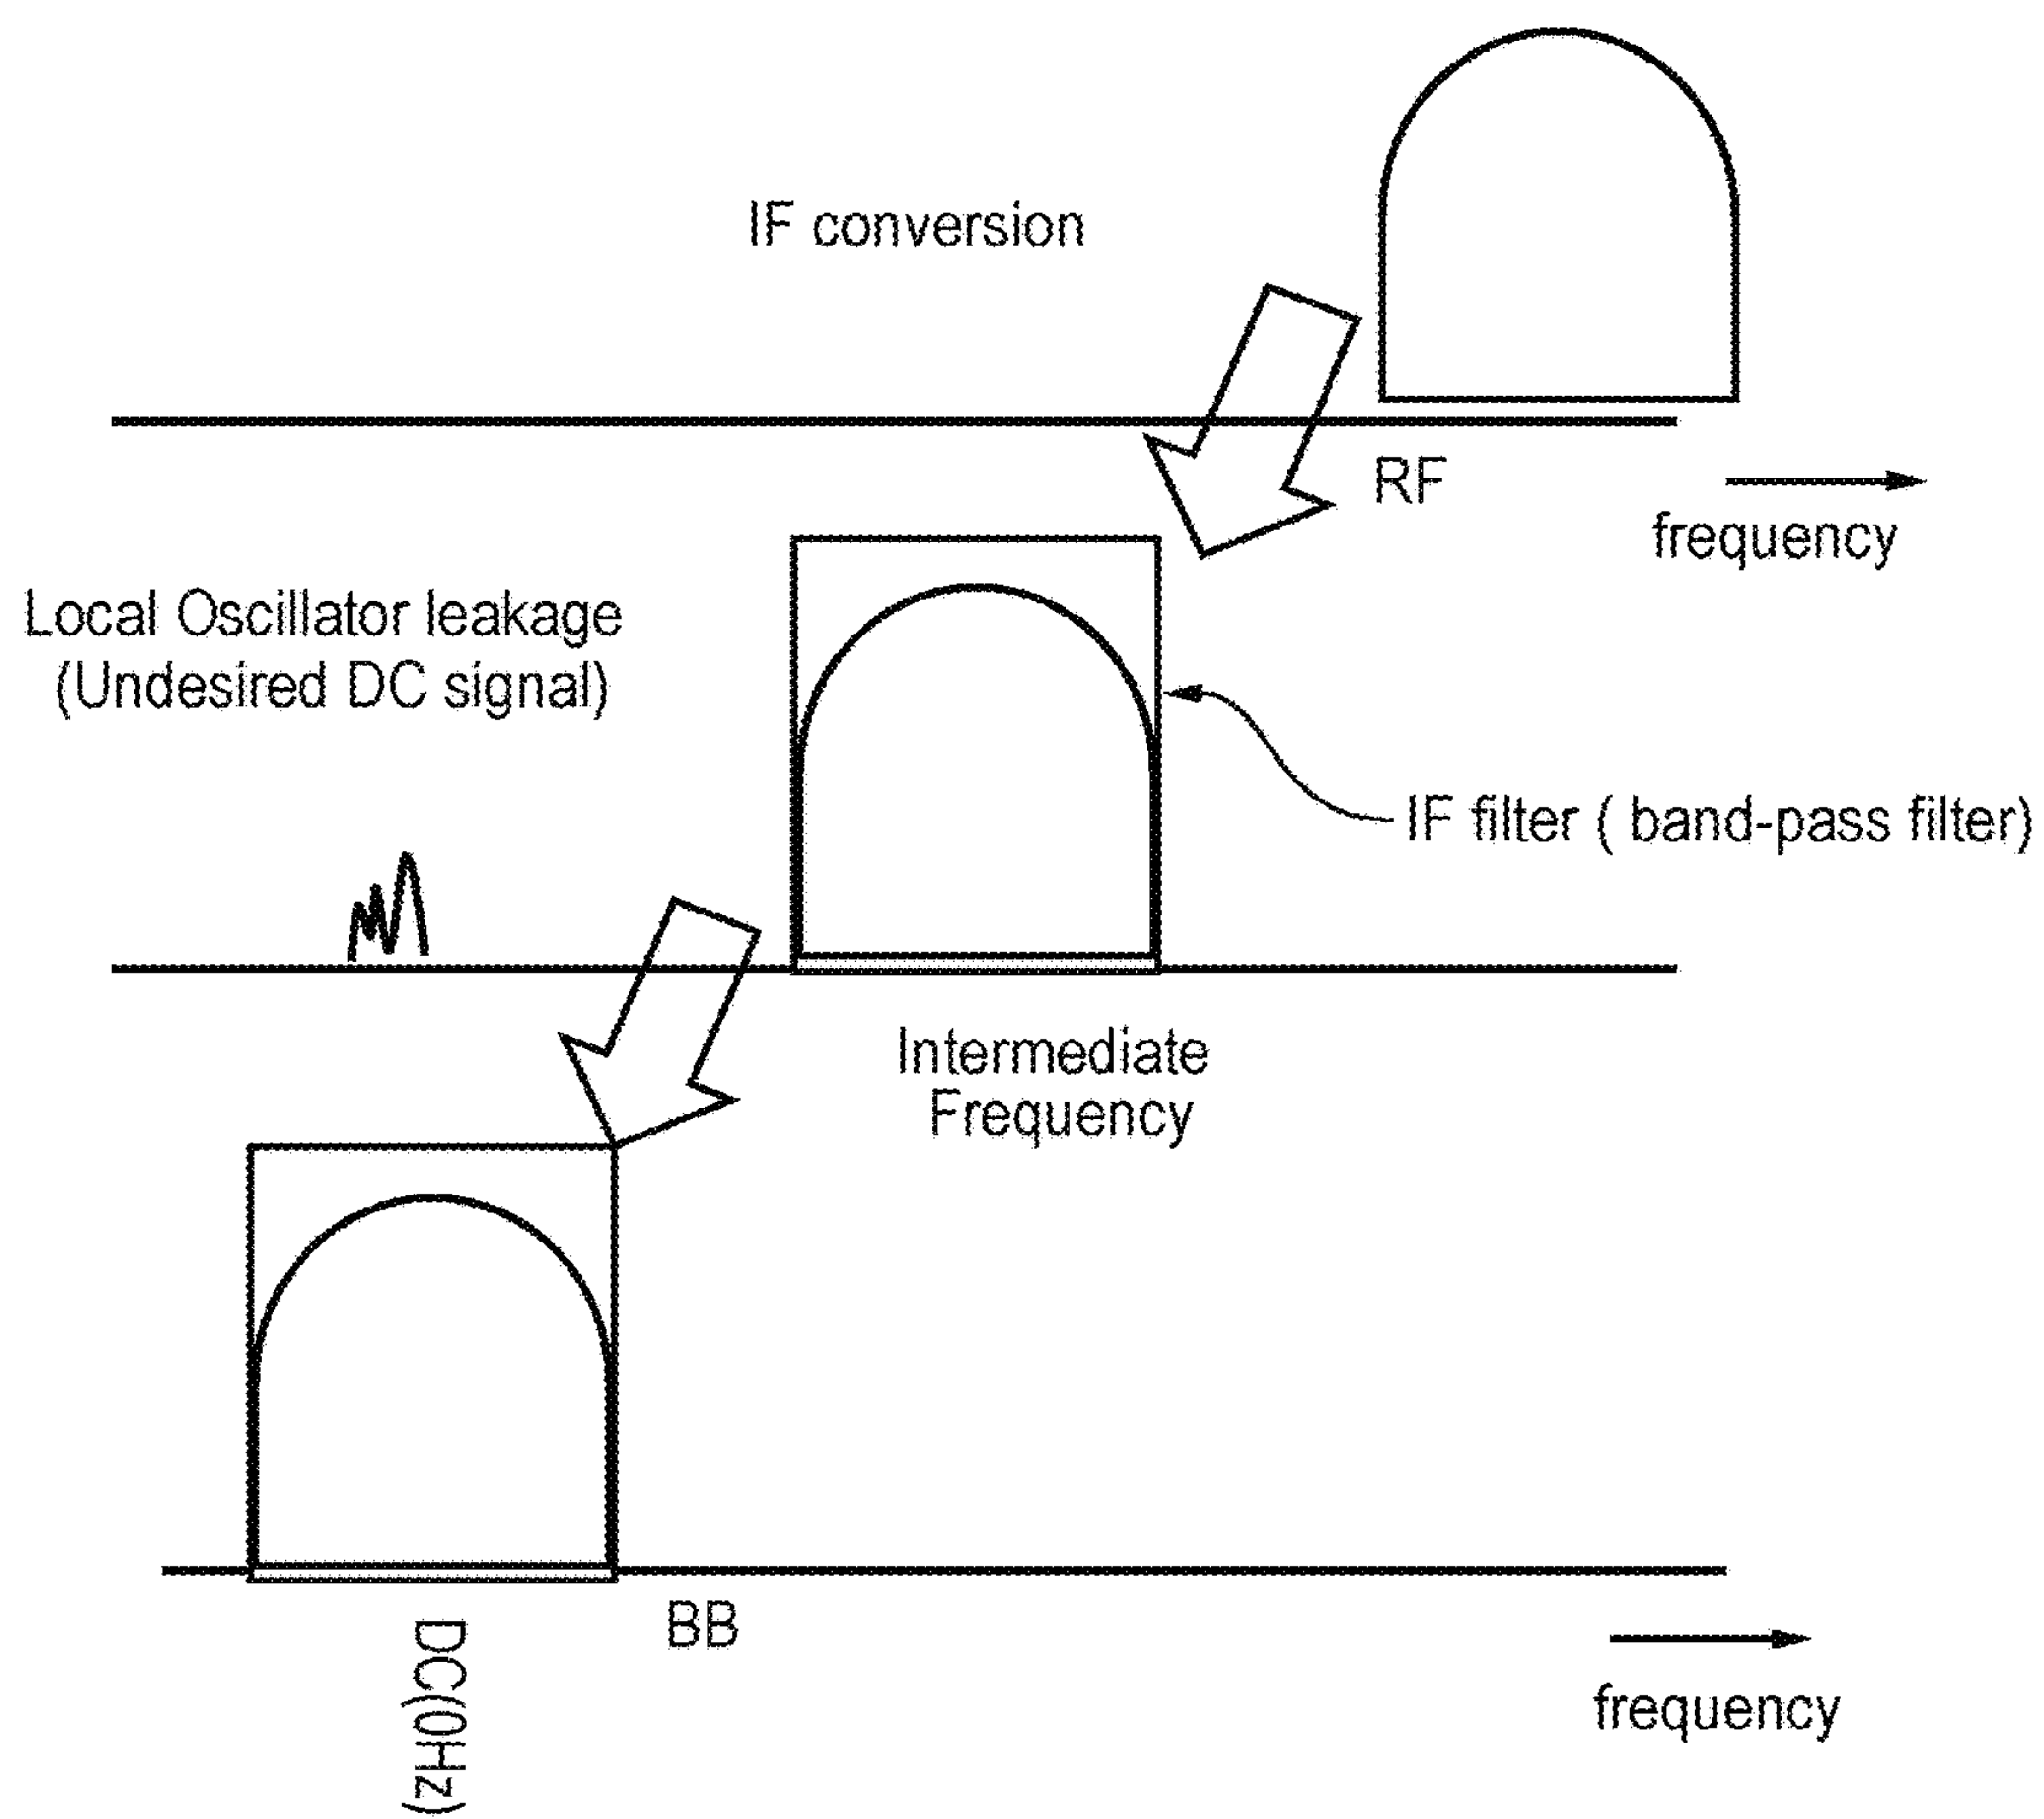 IF conversion
RF
frequency
Local Oscillator leakage
(Undesired DC signal)
IF filter ( band-pass filter)
Intermediate
Frequency
BB
DC(0Hz)
frequency